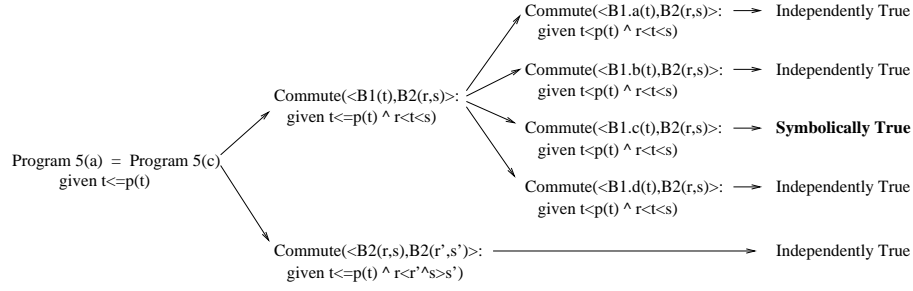 Commute(<B1.a(t),B2(r,s)>: Independently True
given t<p(t) ^ r<t<s)
Commute(<B1.b(t),B2(r,s)>: Independently True
given t<p(t) ^ r<t<s)
Commute(<B1(t),B2(r,s)>:
given t<=p(t) ^ r<t<s)
Commute(<B1.c(t),B2(r,s)>: Symbolically True
given t<p(t) ^ r<t<s)
Program 5(a) = Program 5(c)
given t<=p(t)
Commute(<B1.d(t),B2(r,s)>: Independently True
given t<p(t) ^ r<t<s)
Commute(<B2(r,s),B2(r',s')>: Independently True
given t<=p(t) ^ r<r'^s>s')